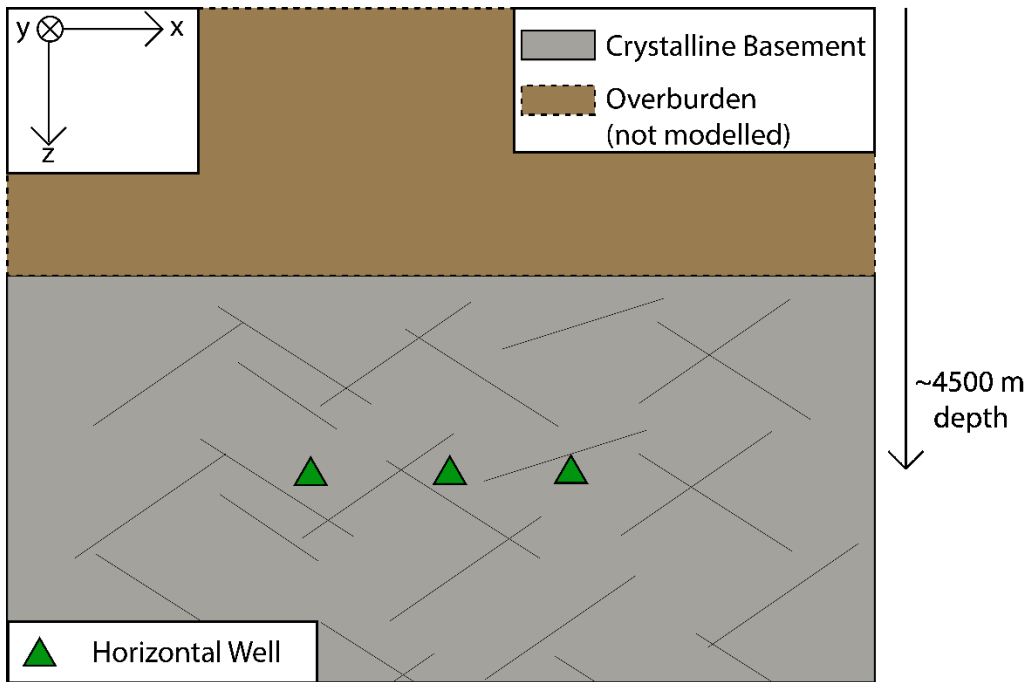 y
x
z
Crystalline Basement
Overburden
(not modelled)
~4500 m
depth
Horizontal Well